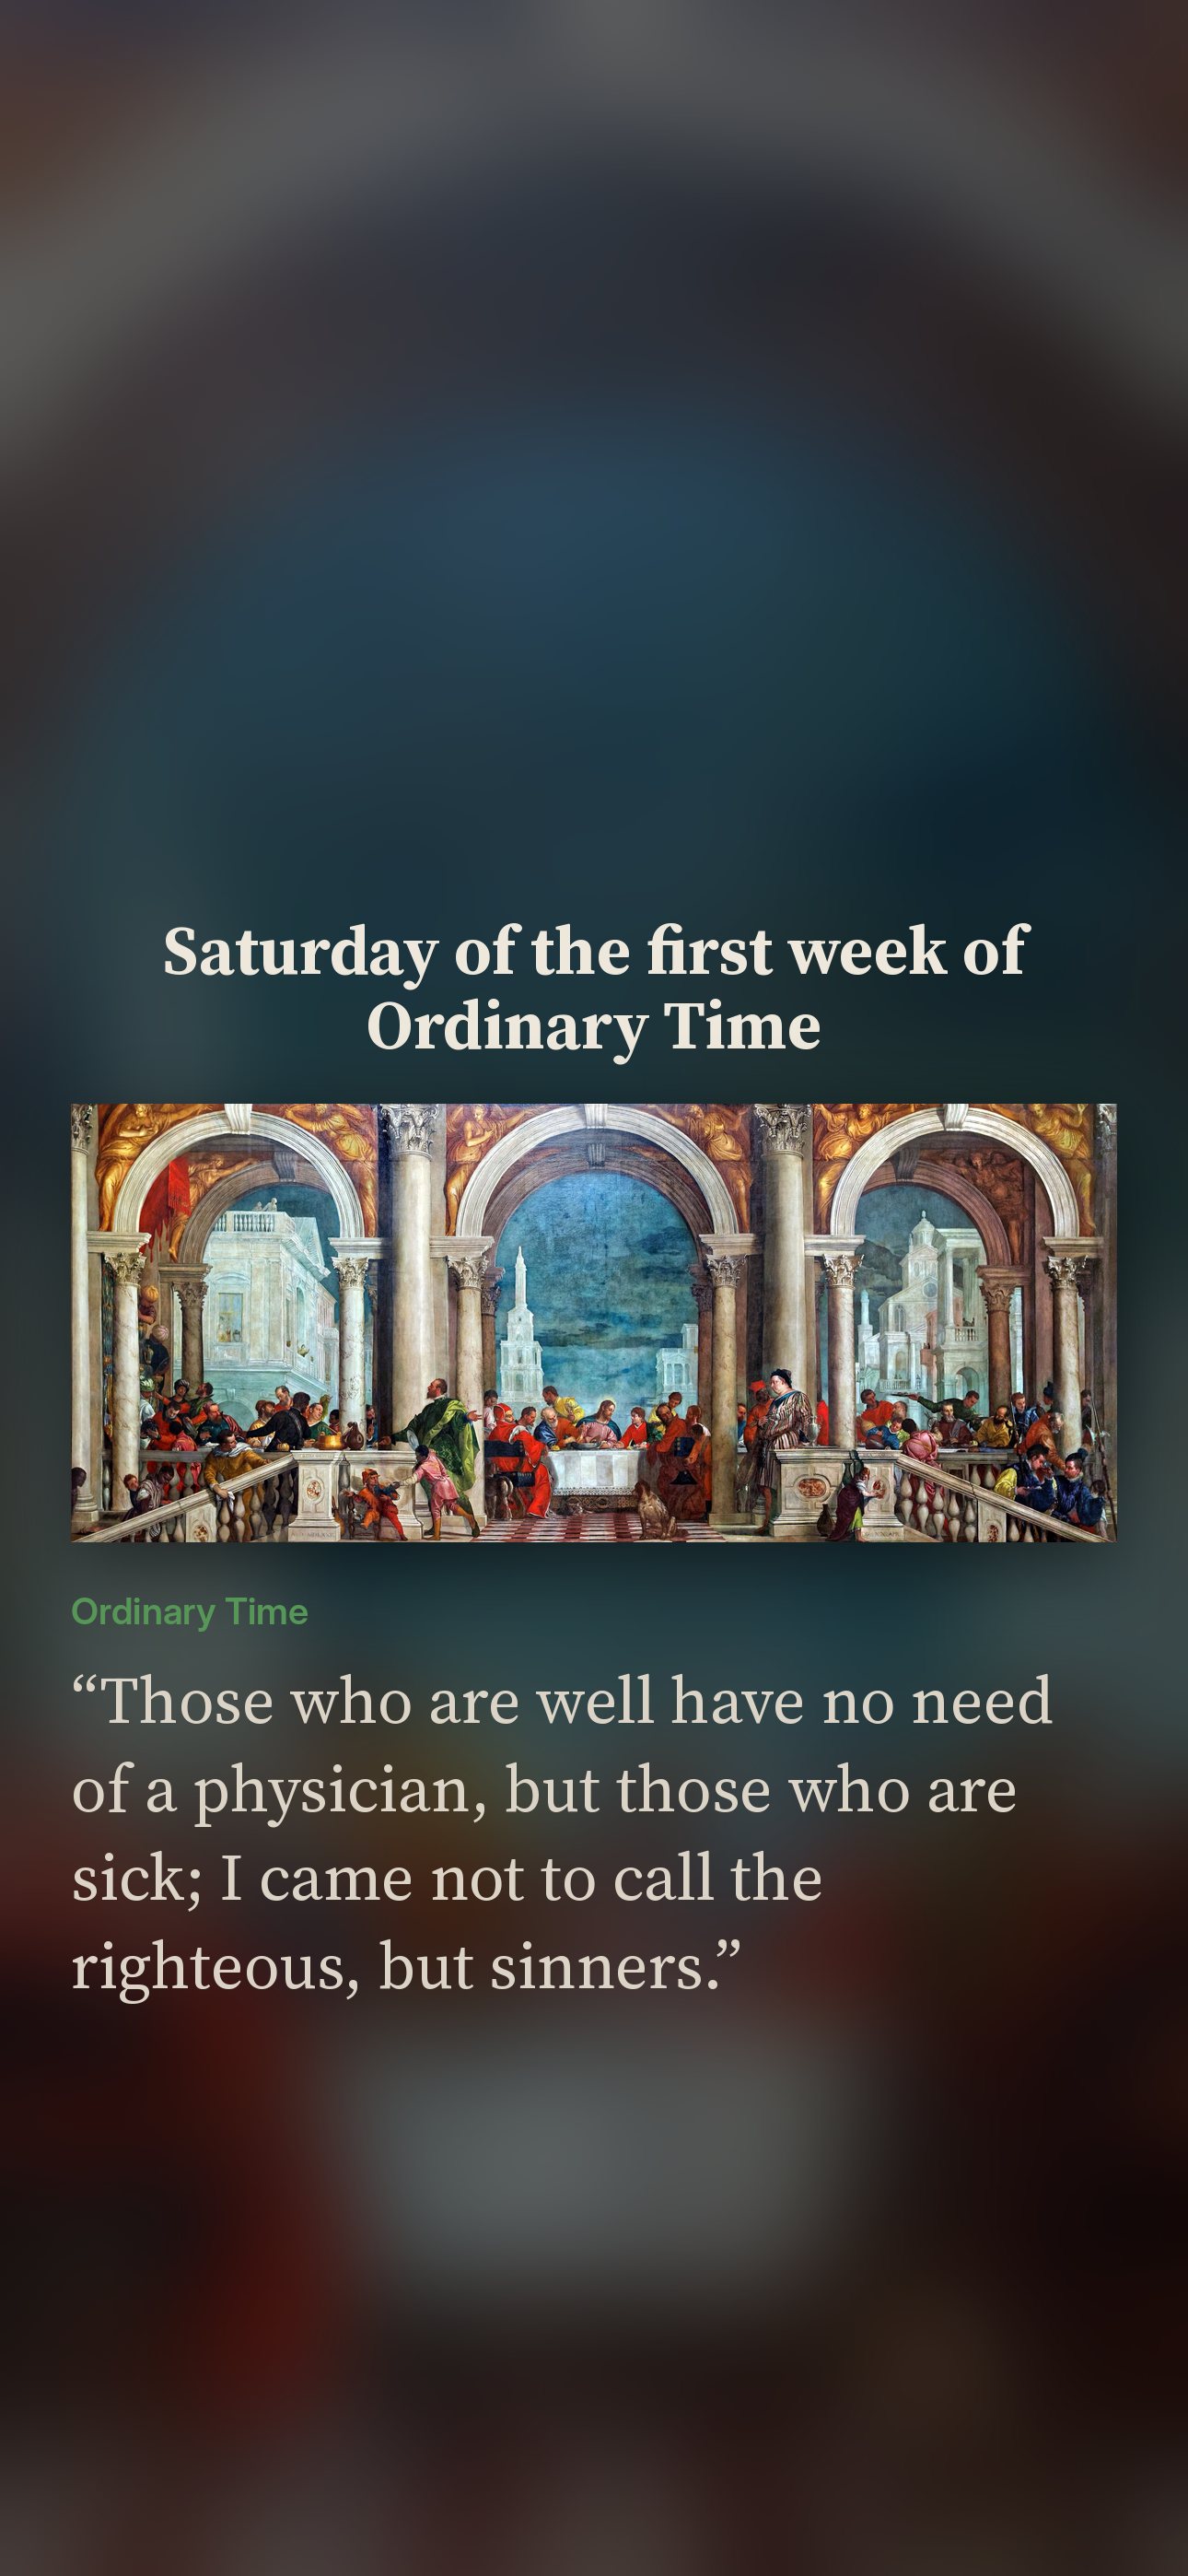 Saturday of the first week of
Ordinary Time
Ordinary Time
“Those who are well have no need
of a physician, but those who are
sick; I came not to call the
righteous, but sinners.”